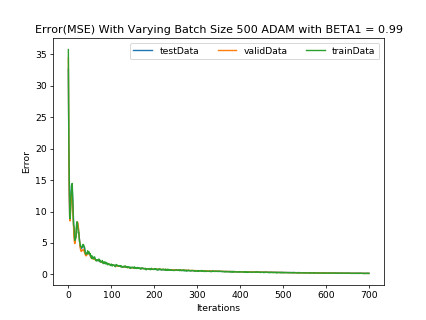 Error(MSE) With Varying Batch Size 500 ADAM with BETA1 = 0.99
testData validData trainData
35
30
25
20
15
10
5
0
Error
0 100 200 300 400 500 600 700
Iterations